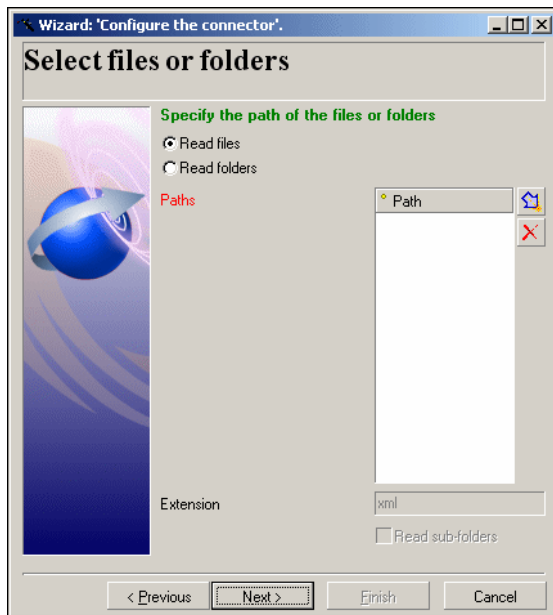 Wizard: 'Configure the connector'.
Select files or folders
Specify the path of the files or folders
Read files
Read folders
Paths
Path
Extension
xml
Read sub-folders
< Previous
Next >
Finish
Cancel